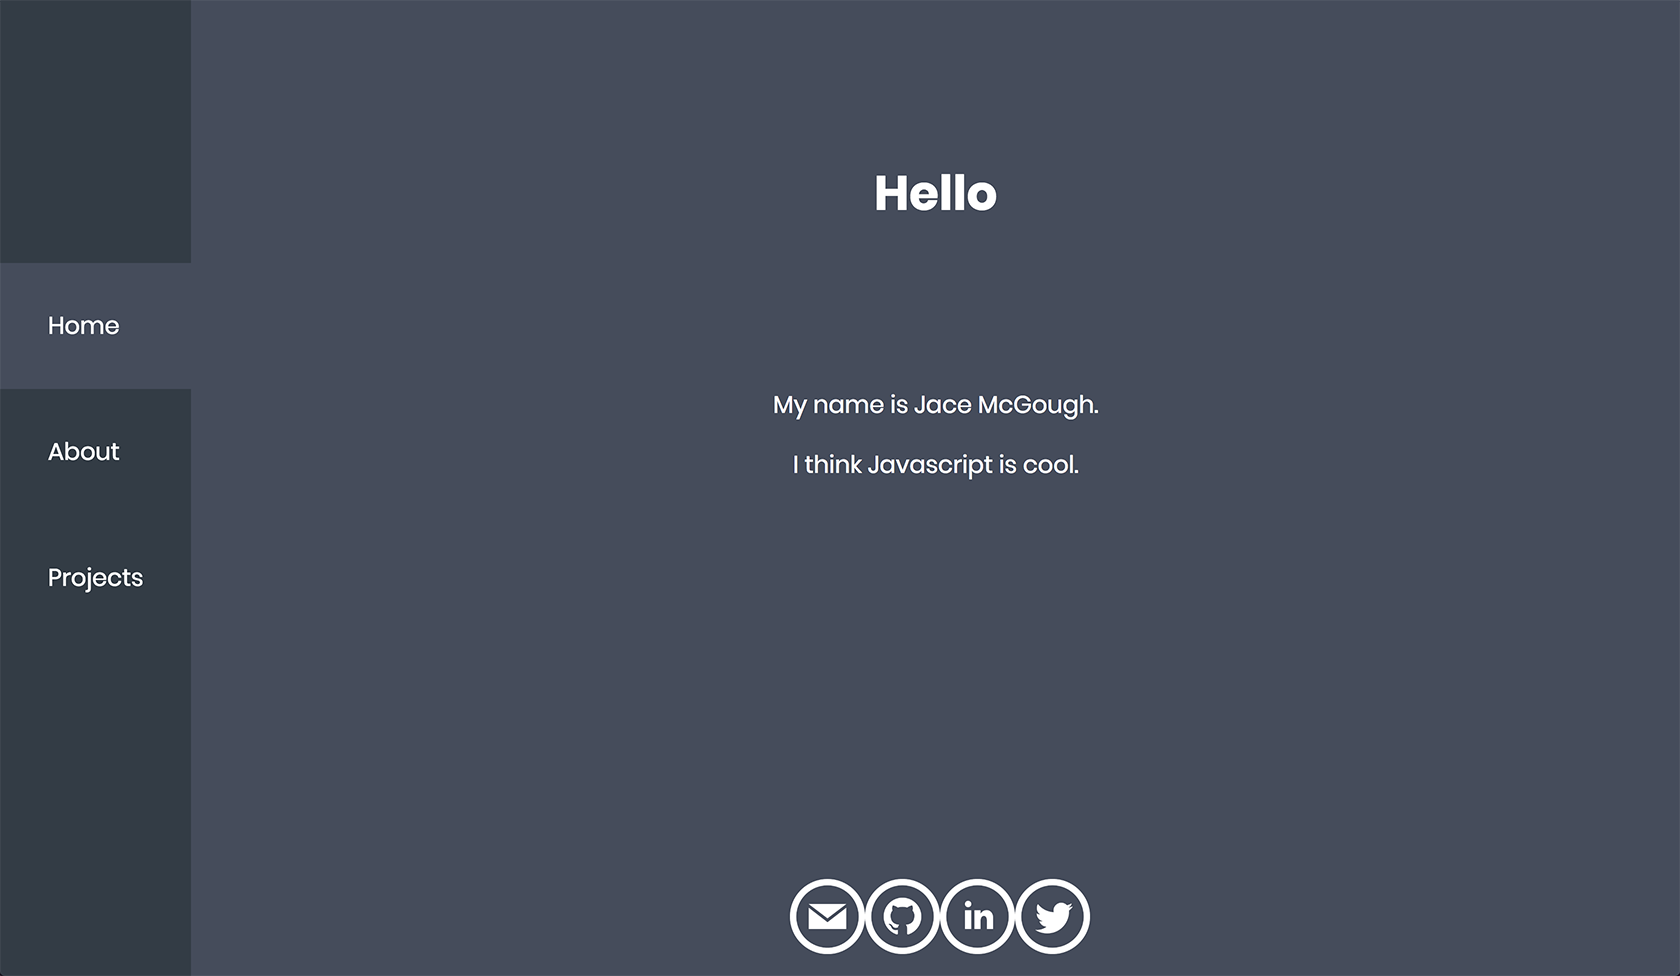 Hello
Home
About
Projects
My name is Jace McGough.
I think Javascript is cool.
in